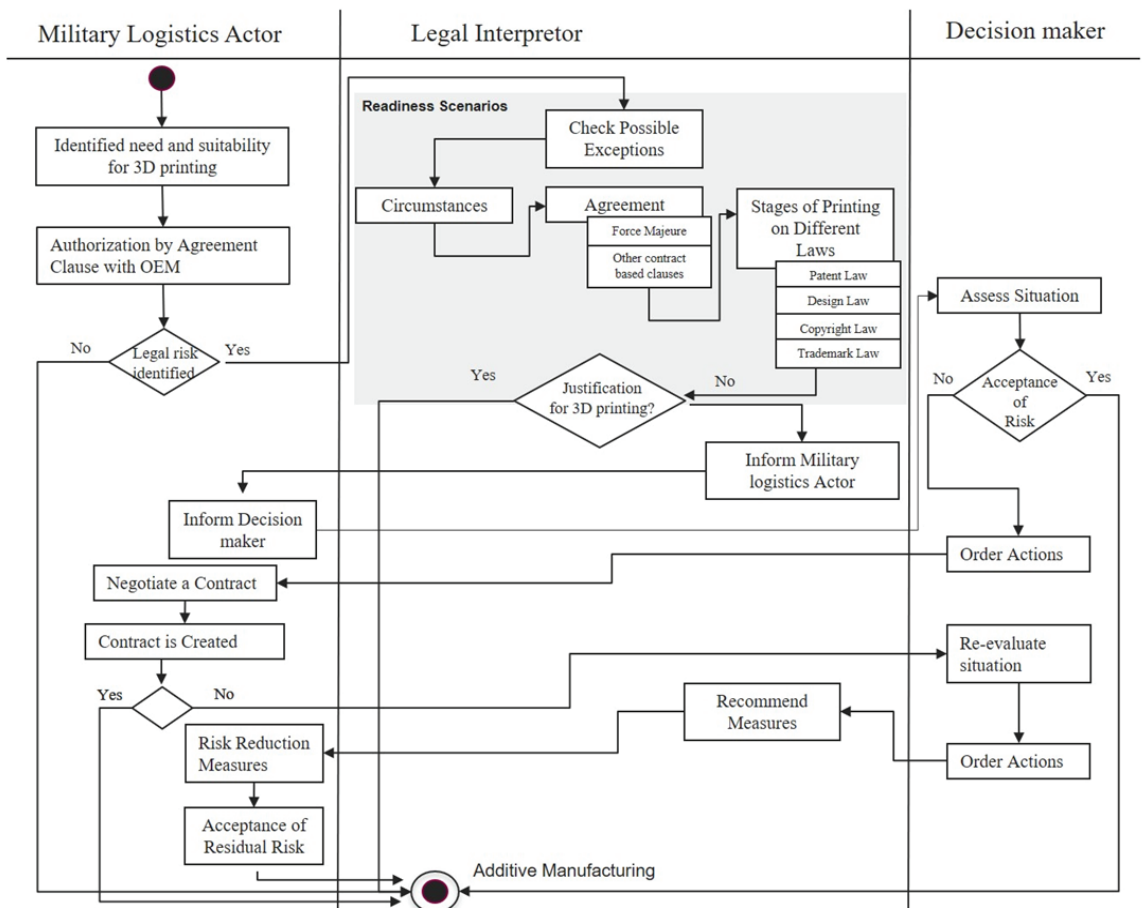 Military Logistics Actor
Legal Interpretor
Decision maker
Readiness Scenarios
Identified need and suitability
for 3D printing
Authorization by Agreement
Clause with OEM
Legal risk
identified
No
Yes
Check Possible
Exceptions
Circumstances
Agreement
Force Majeure
Other contract
based clauses
Stages of Printing
on Different
Laws
Patent Law
Design Law
Copyright Law
Trademark Law
Yes
Justification
for 3D printing?
No
Inform Military
logistics Actor
Assess Situation
No
Acceptance
of
Risk
Yes
Inform Decision
maker
Order Actions
Negotiate a Contract
Contract is Created
Yes
No
Re-evaluate
situation
Recommend
Measures
Order Actions
Risk Reduction
Measures
Acceptance of
Residual Risk
Additive Manufacturing